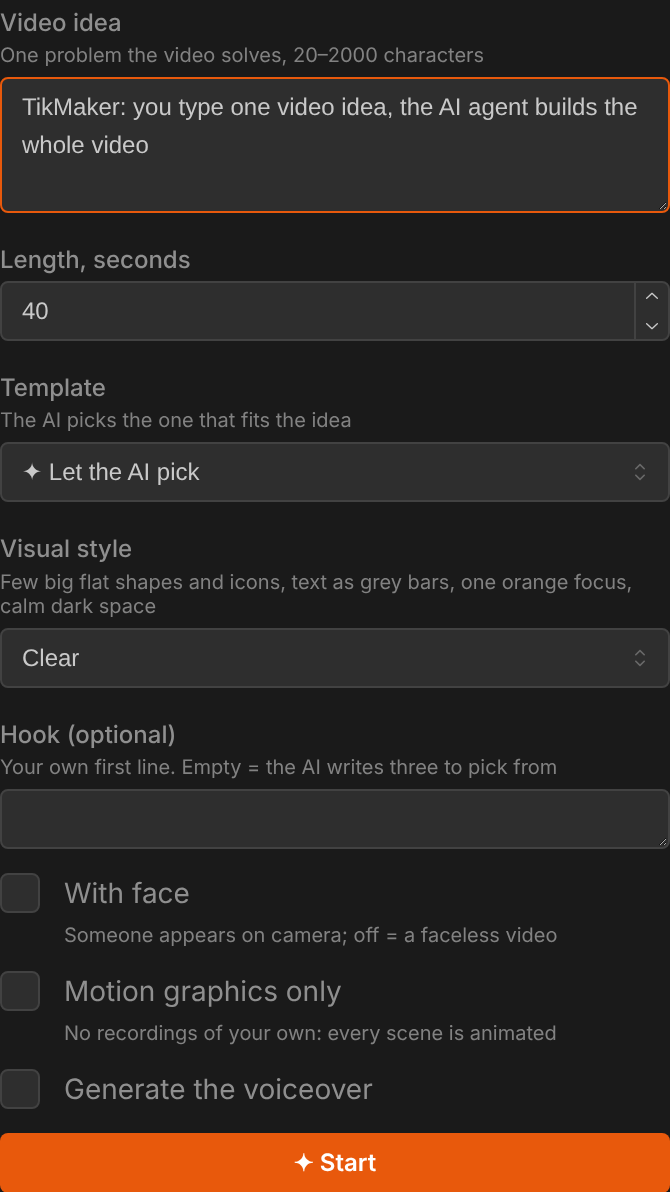 Video idea
One problem the video solves, 20–2000 characters
TikMaker: you type one video idea, the AI agent builds the
whole video
Length, seconds
40
Template
The AI picks the one that fits the idea
✦ Let the AI pick
Visual style
Few big flat shapes and icons, text as grey bars, one orange focus,
calm dark space
Clear
Hook (optional)
Your own first line. Empty = the AI writes three to pick from
With face
Someone appears on camera; off = a faceless video
Motion graphics only
No recordings of your own: every scene is animated
Generate the voiceover
✦ Start